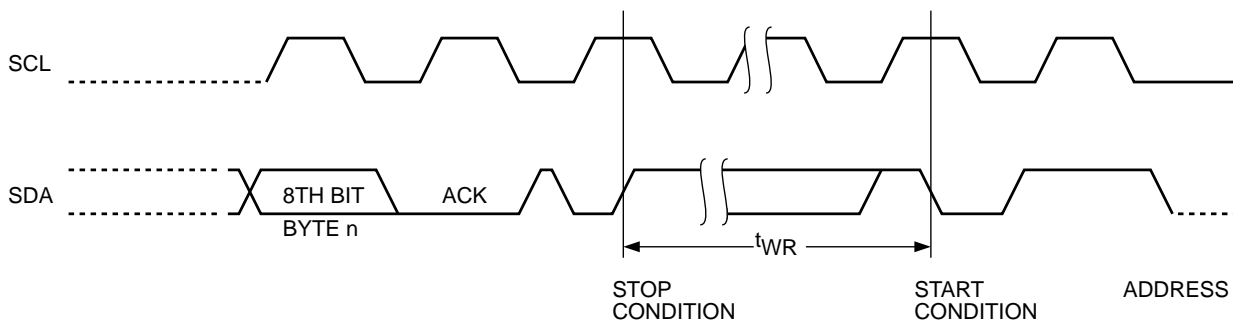 SCL
SDA
8TH BIT
BYTE n
ACK
tWR
STOP
CONDITION
START
CONDITION
ADDRESS